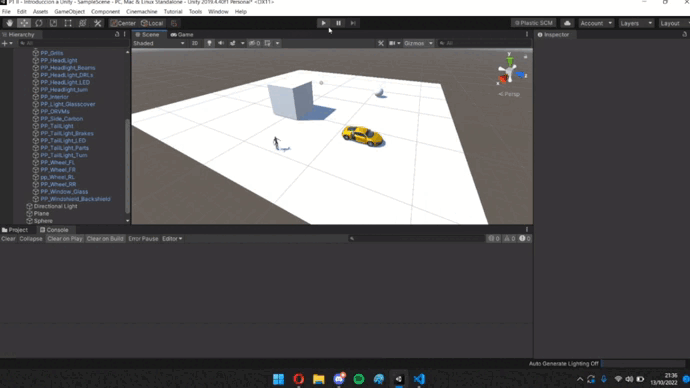 P1 II - Introduccion a Unity - SampleScene - PC, Mac & Linux Standalone - Unity 2019.4.40f1 Personal* <DX11>
File Edit Assets GameObject Component Cinemachine Tutorial Tools Window Help
Center Local Plastic SCM Account Layers Layout
Hierarchy Scene Game Inspector
All Shaded 2D 0 Gizmos All
PP_Grills
PP_HeadLight
PP_Headlight_Beams
PP_HeadLight_DRLs
PP_HeadLight_LED
PP_Headlight_turn
PP_Interior
PP_Light_Glasscover
PP_ORVMs
PP_Side_Carbon
PP_TailLight
PP_TailLight_Brakes
PP_TailLight_LED
PP_TailLight_Parts
PP_TailLight_Turn
PP_Wheel_FL
PP_Wheel_FR
pp_Wheel_RL
PP_Wheel_RR
PP_Window_Glass
PP_Windshield_Backshield
Directional Light
Plane
Sphere
y
x
Persp
Project Console
Clear Collapse Clear on Play Clear on Build Error Pause Editor 0 0 0
Auto Generate Lighting Off
21:36
13/10/2022